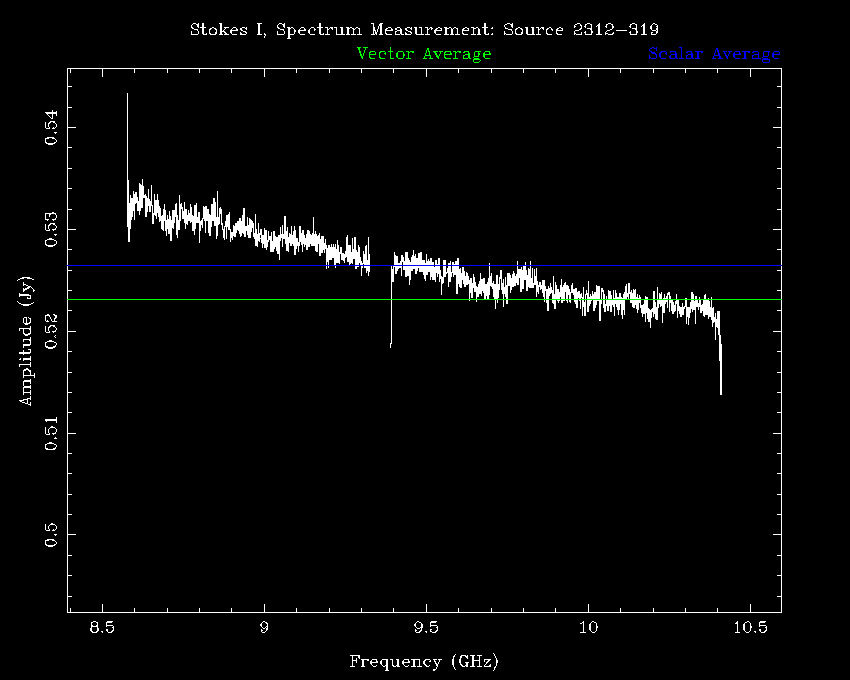 Stokes I, Spectrum Measurement: Source 2312−319
Vector Average
Scalar Average
0.54
0.53
0.52
0.51
0.5
Amplitude (Jy)
8.5 9 9.5 10 10.5
Frequency (GHz)